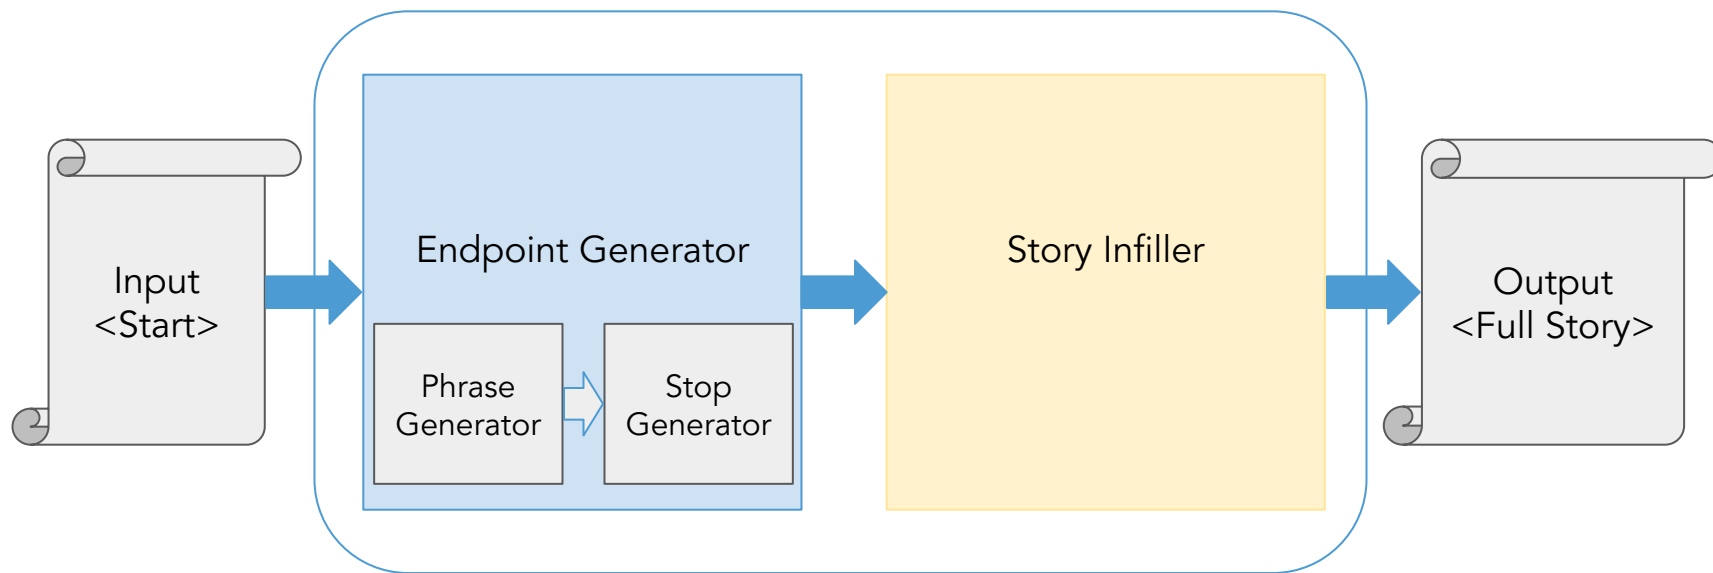 Input
<Start>
Endpoint Generator
Phrase
Generator
Stop
Generator
Story Infiller
Output
<Full Story>